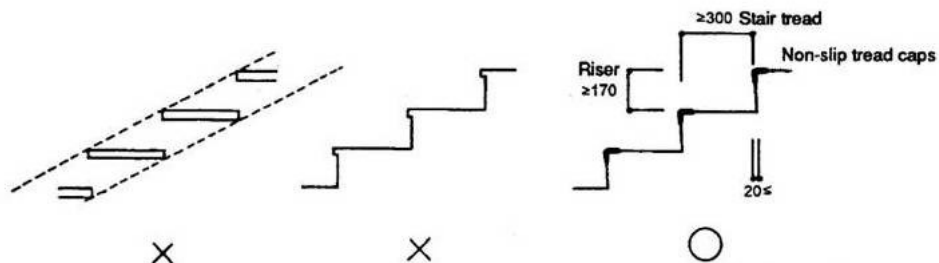 ≥300 Stair tread
Non-slip tread caps
Riser
≥170
20≤